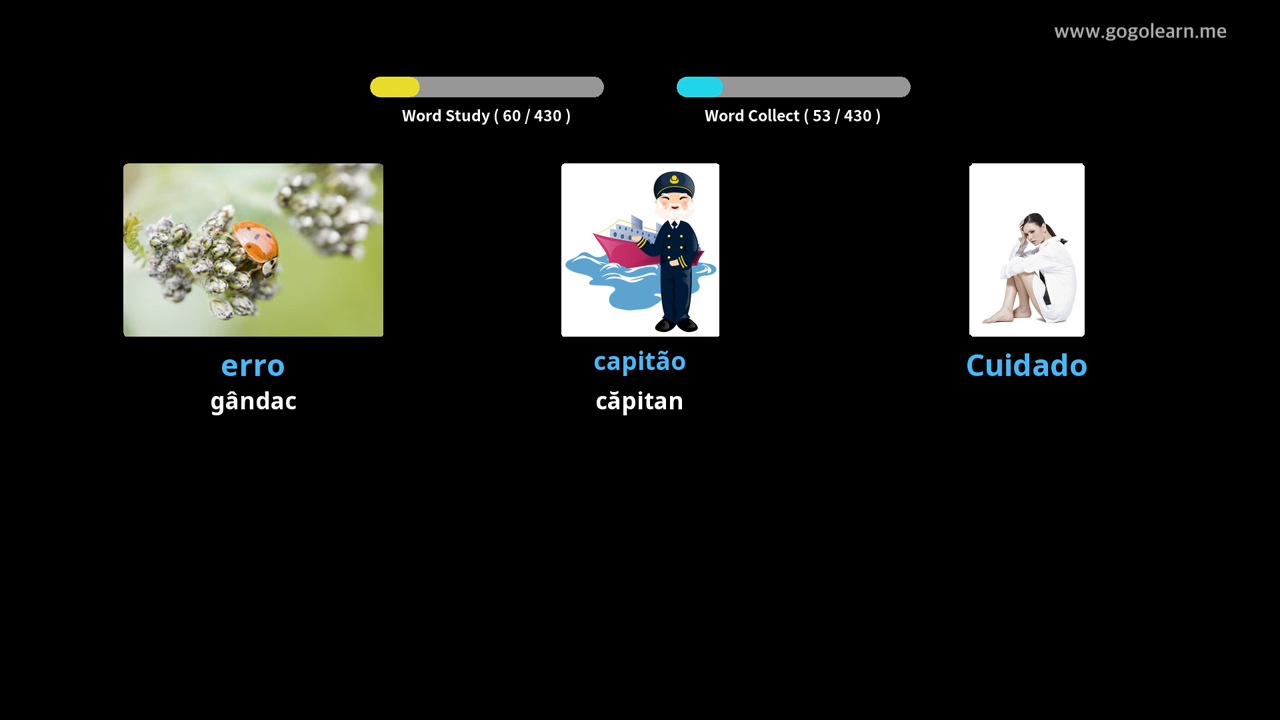 www.gogolearn.me
Word Study ( 60 / 430 )
Word Collect ( 53 / 430 )
erro
gândac
capitão
căpitan
Cuidado